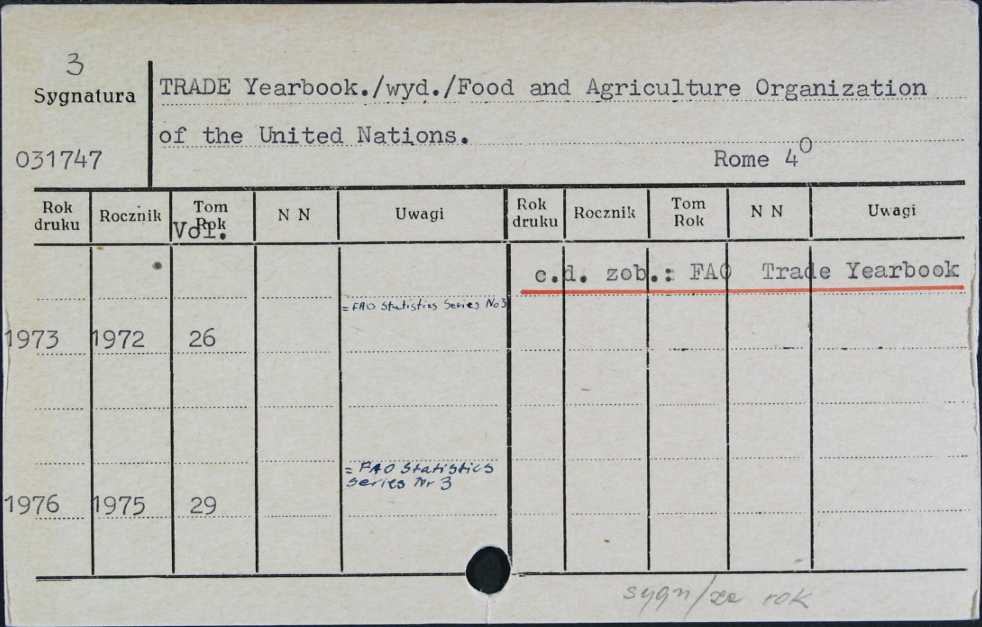 3
Sygnatura
031747
TRADE Yearbook./wyd./Food and Agriculture Organization
of the United Nations.
Rome 4⁰
Rok druku Rocznik Tom Rok N N Uwagi Rok druku Rocznik Tom Rok N N Uwagi
Vol.
c.d. zob.: FAO Trade Yearbook
= FAO Statistics Series No 3
1973 1972 26
= FAO Statistics
series Nr 3
1976 1975 29
sygn/za rok